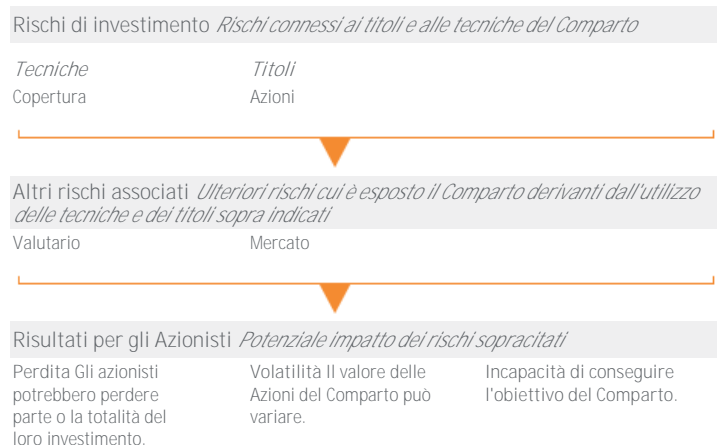 Rischi di investimento Rischi connessi ai titoli e alle tecniche del Comparto
Tecniche Titoli
Copertura Azioni
Altri rischi associati Ulteriori rischi cui è esposto il Comparto derivanti dall'utilizzo
delle tecniche e dei titoli sopra indicati
Valutario Mercato
Risultati per gli Azionisti Potenziale impatto dei rischi sopracitati
Perdita Gli azionisti
potrebbero perdere
parte o la totalità del
loro investimento.
Volatilità Il valore delle
Azioni del Comparto può
variare.
Incapacità di conseguire
l'obiettivo del Comparto.